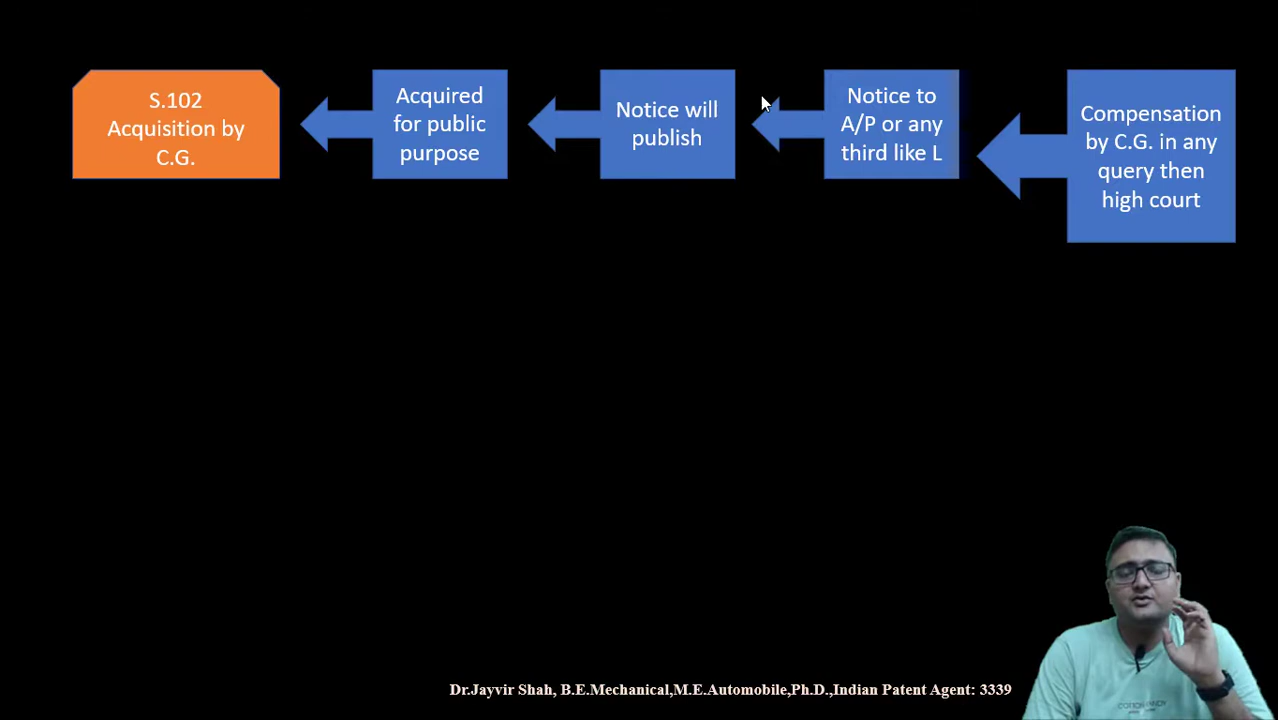 S.102
Acquisition by
C.G.
Acquired
for public
purpose
Notice will
publish
Notice to
A/P or any
third like L
Compensation
by C.G. in any
query then
high court
Dr.Jayvir Shah, B.E.Mechanical,M.E.Automobile,Ph.D.,Indian Patent Agent: 3339